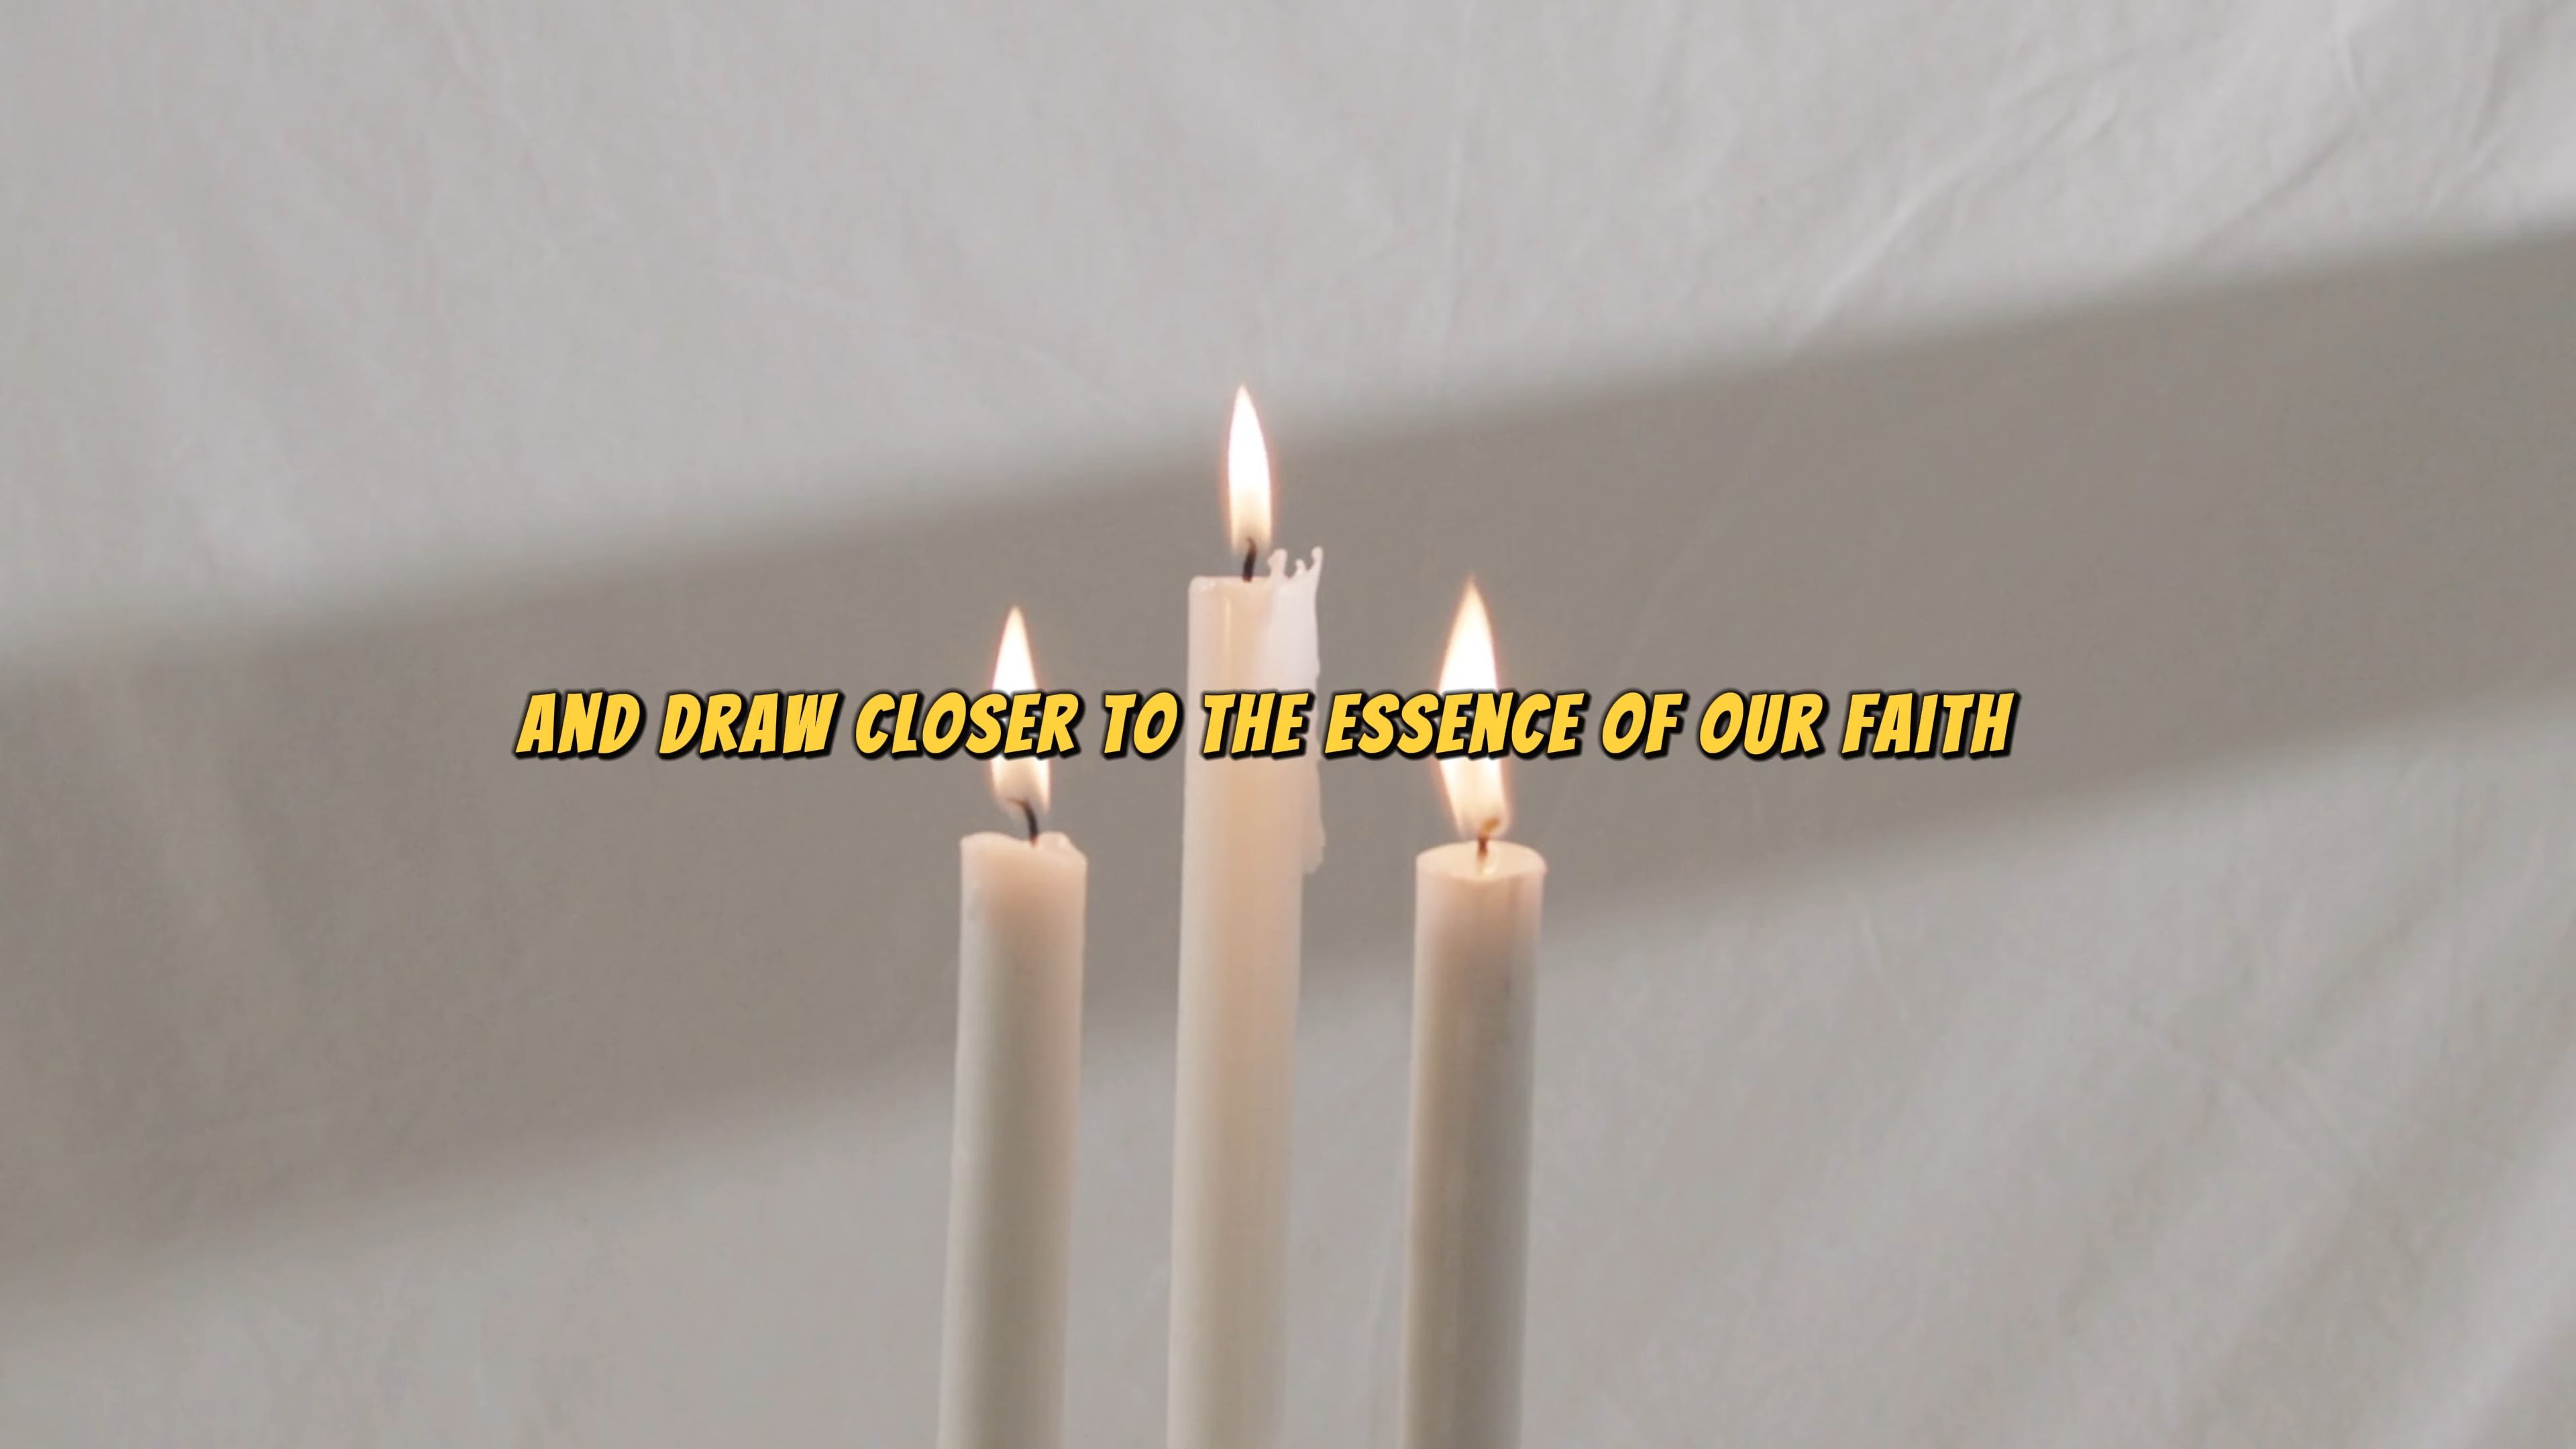 AND DRAW CLOSER TO THE ESSENCE OF OUR FAITH